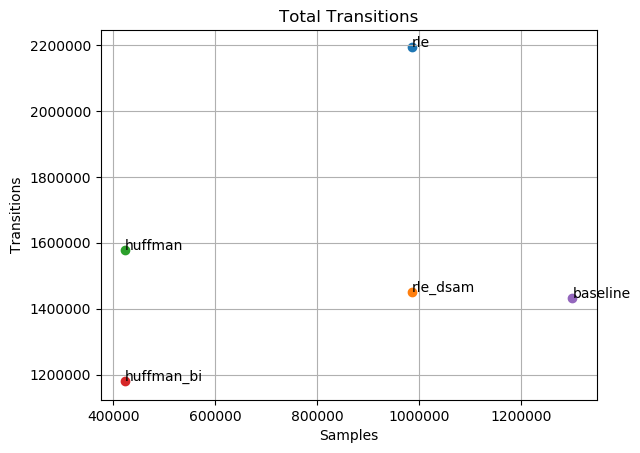 Total Transitions
2200000
2000000
1800000
1600000
1400000
1200000
Transitions
rle
huffman
rle_dsam
baseline
huffman_bi
400000
600000
800000
1000000
1200000
Samples